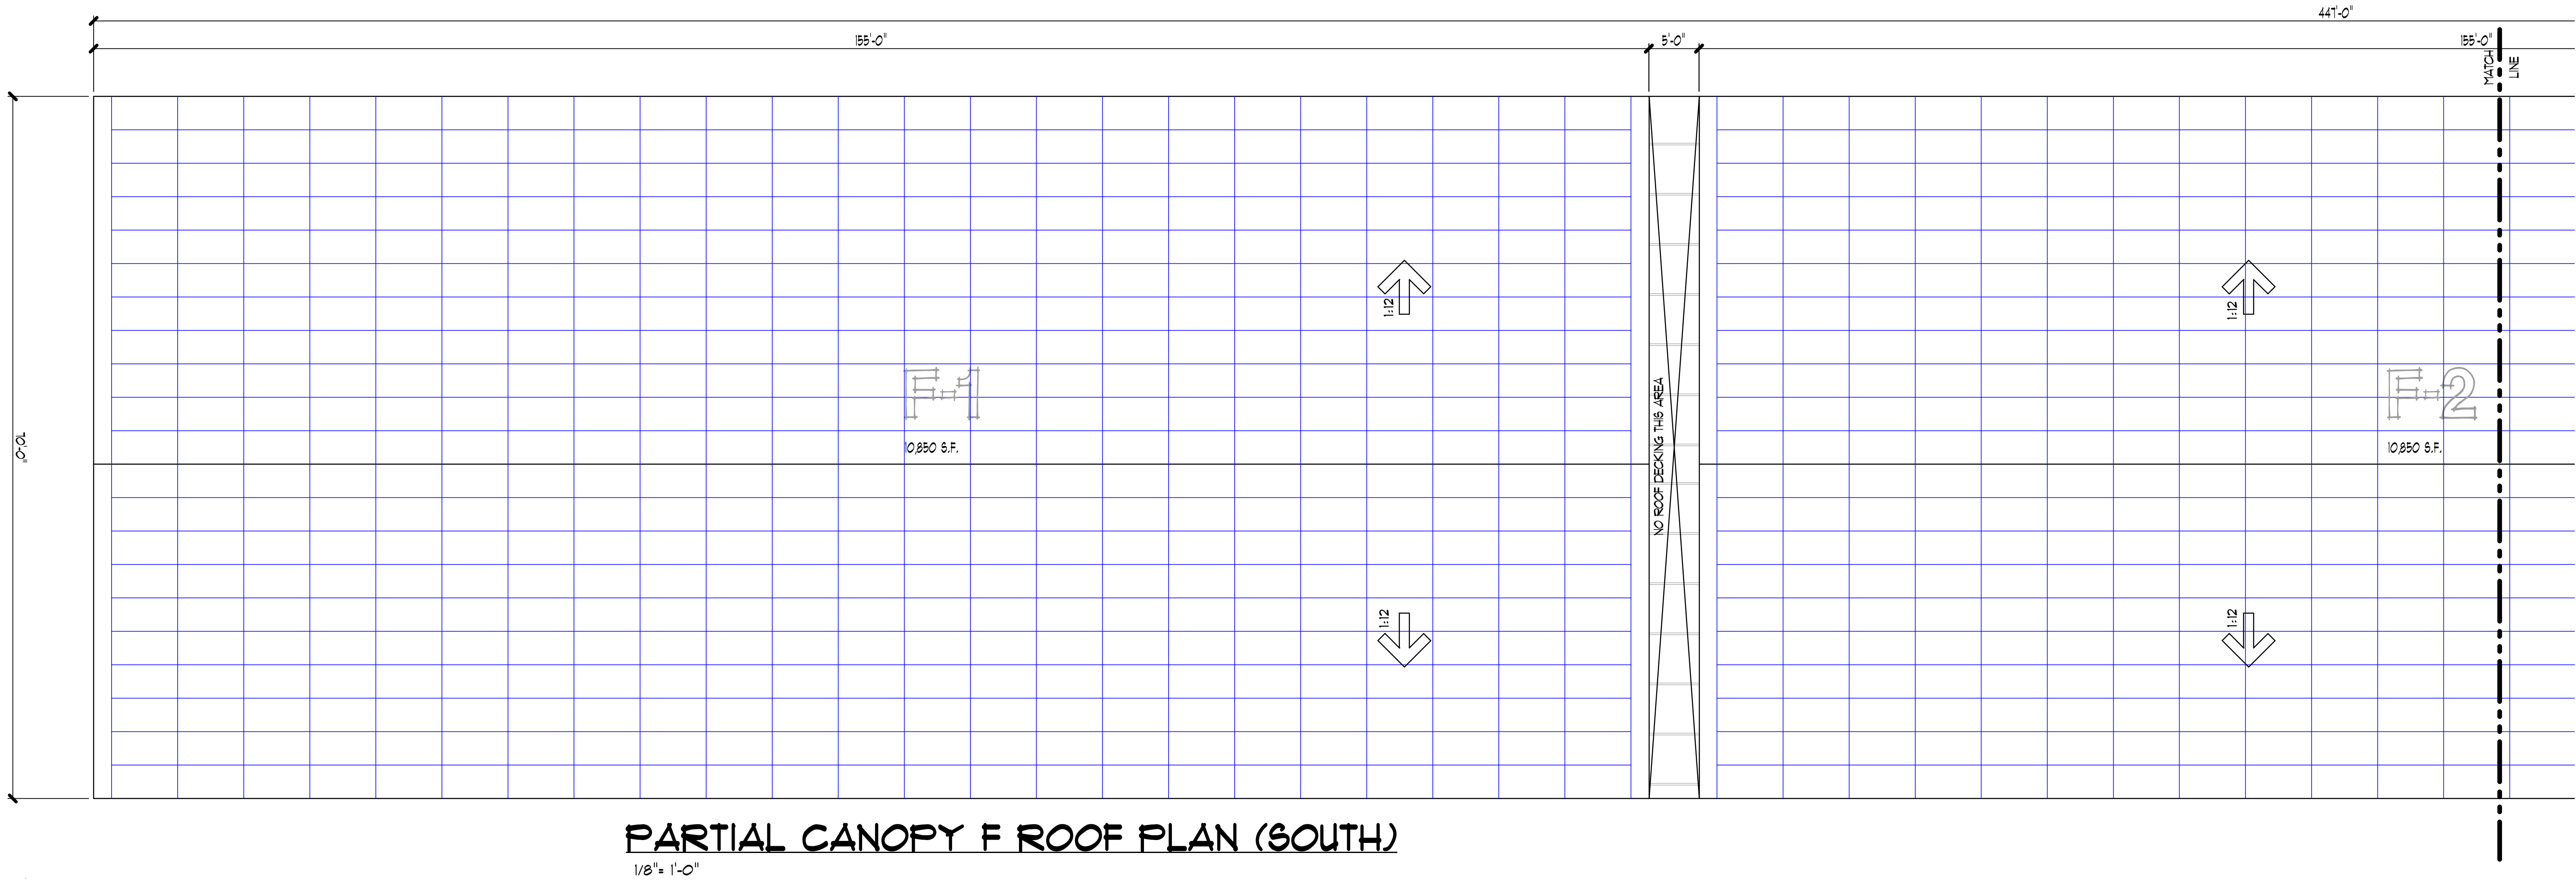 447'-0"
155'-0"
5'-0"
155'-0"
MATCH
LINE
1:12
1:12
F-1
F-2
NO ROOF DECKING THIS AREA
70'-0"
10,850 S.F.
10,850 S.F.
1:12
1:12
PARTIAL CANOPY F ROOF PLAN (SOUTH)
1/8"= 1'-0"